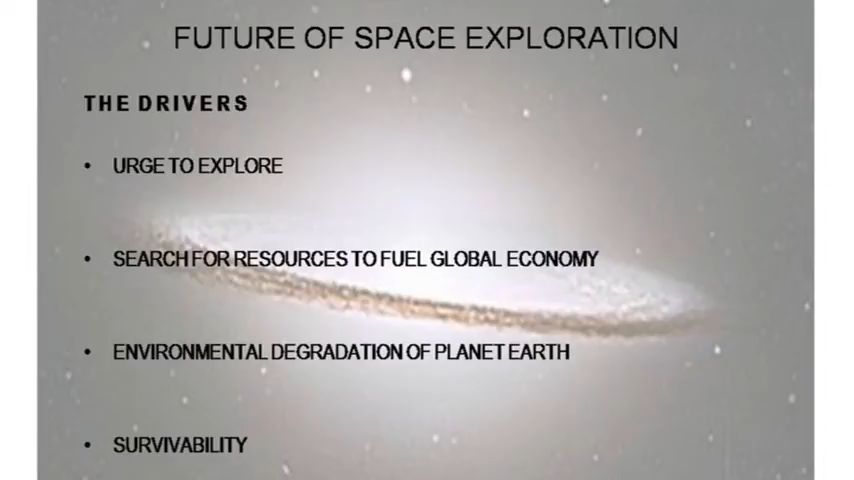 FUTURE OF SPACE EXPLORATION
THE DRIVERS
• URGE TO EXPLORE
• SEARCH FOR RESOURCES TO FUEL GLOBAL ECONOMY
• ENVIRONMENTAL DEGRADATION OF PLANET EARTH
• SURVIVABILITY